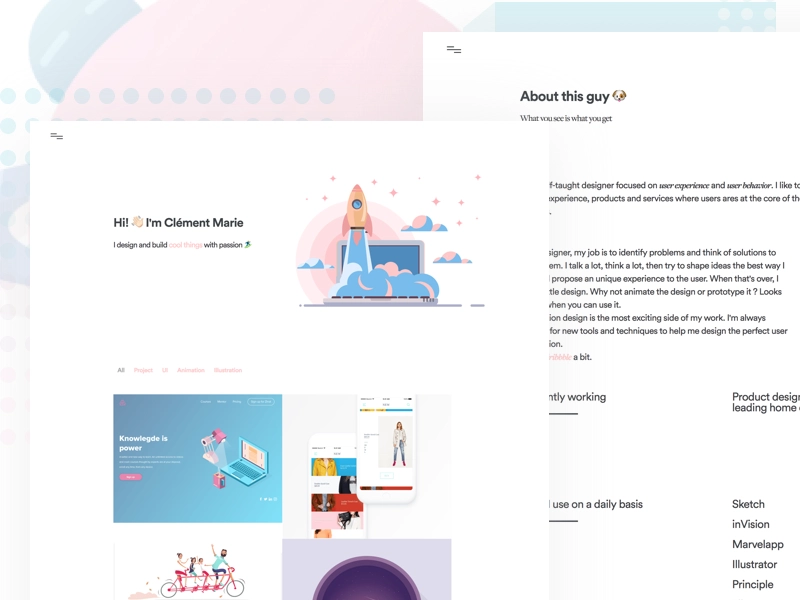 About this guy
What you see is what you get
f-taught designer focused on user experience and user behavior. I like to
xperience, products and services where users ares at the core of the
.
signer, my job is to identify problems and think of solutions to
em. I talk a lot, think a lot, then try to shape ideas the best way I
propose an unique experience to the user. When that's over, I
tle design. Why not animate the design or prototype it ? Looks
when you can use it.
ion design is the most exciting side of my work. I'm always
for new tools and techniques to help me design the perfect user
ion.
ribbble a bit.
ntly working
Product design
leading home
I use on a daily basis
Sketch
inVision
Marvelapp
Illustrator
Principle
Hi! 👋🏻 I'm Clément Marie
I design and build cool things with passion
All Project UI Animation Illustration
Knowlegde is
power